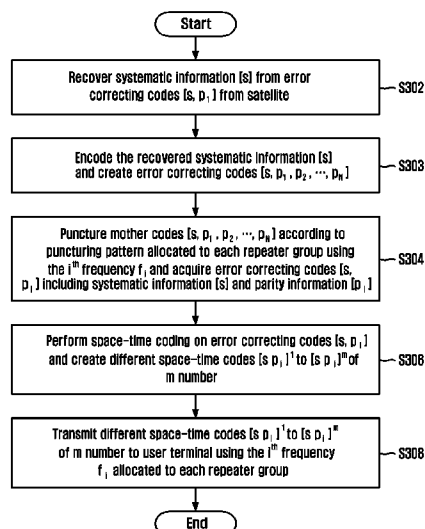 Start
Recover systematic information [s] from error
correcting codes [s, p₁] from satellite
S302
Encode the recovered systematic information [s]
and create error correcting codes [s, p₁, p₂, ⋯, pₙ]
S303
Puncture mother codes [s, p₁, p₂, ⋯, pₙ] according to
puncturing pattern allocated to each repeater group using
the iᵗʰ frequency fᵢ and acquire error correcting codes [s,
pᵢ] including systematic information [s] and parity information [pᵢ]
S304
Perform space-time coding on error correcting codes [s, pᵢ]
and create different space-time codes [s pᵢ]¹ to [s pᵢ]ᵐ of
m number
S306
Transmit different space-time codes [s pᵢ]¹ to [s pᵢ]ᵐ
of m number to user terminal using the iᵗʰ frequency
fᵢ allocated to each repeater group
S308
End